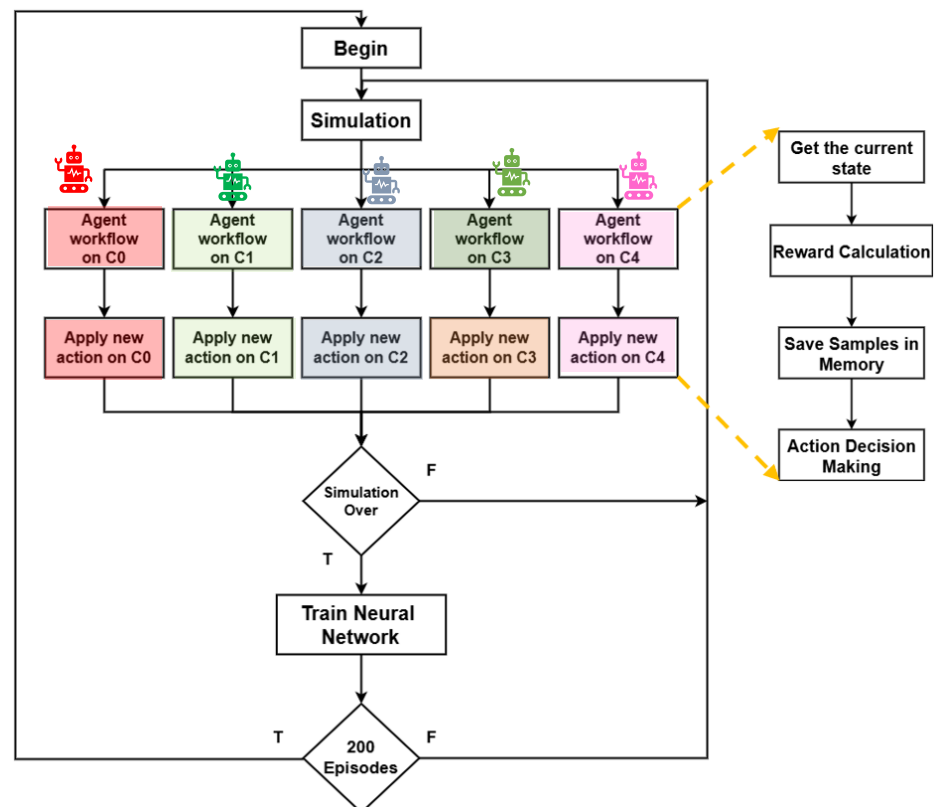 Begin
Simulation
Agent
workflow
on C0
Agent
workflow
on C1
Agent
workflow
on C2
Agent
workflow
on C3
Agent
workflow
on C4
Apply new
action on C0
Apply new
action on C1
Apply new
action on C2
Apply new
action on C3
Apply new
action on C4
Simulation
Over
F
T
Train Neural
Network
200
Episodes
T
F
Get the current
state
Reward Calculation
Save Samples in
Memory
Action Decision
Making